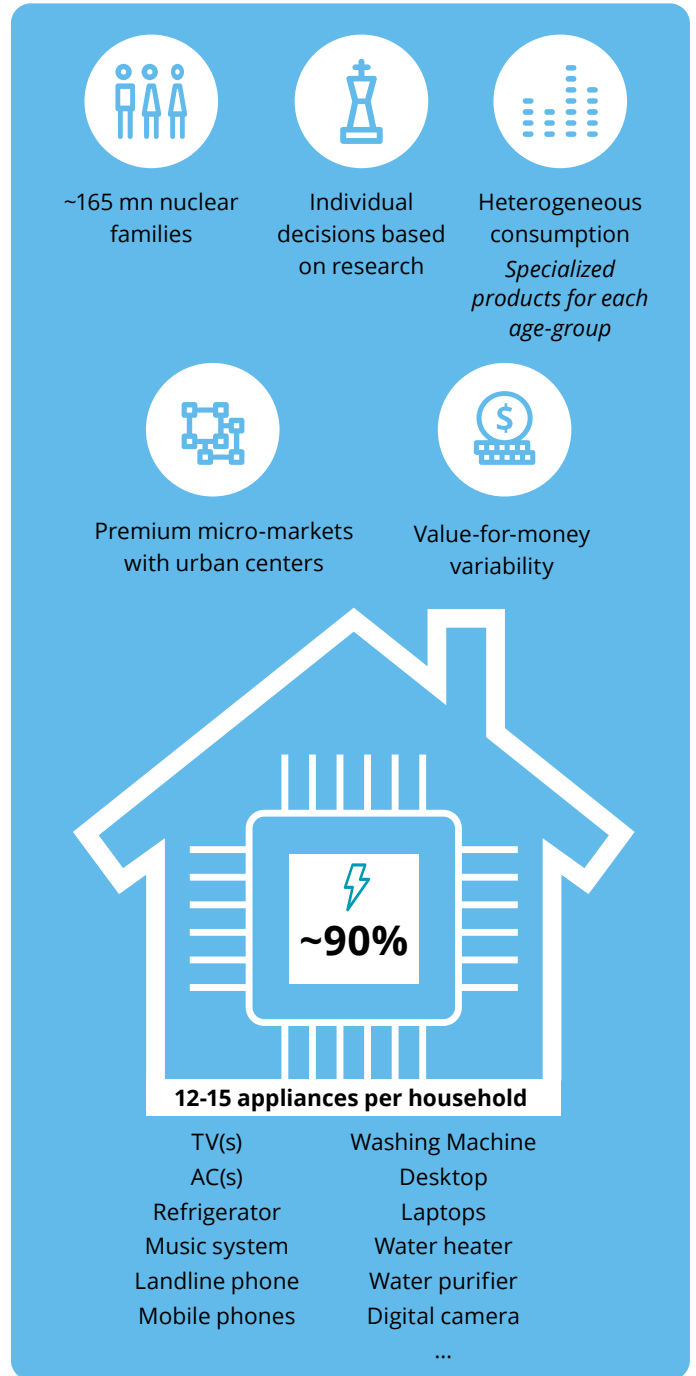 ~165 mn nuclear
families
Individual
decisions based
on research
Heterogeneous
consumption
Specialized
products for each
age-group
Premium micro-markets
with urban centers
$
Value-for-money
variability
~90%
12-15 appliances per household
TV(s)
AC(s)
Refrigerator
Music system
Landline phone
Mobile phones
Washing Machine
Desktop
Laptops
Water heater
Water purifier
Digital camera
...